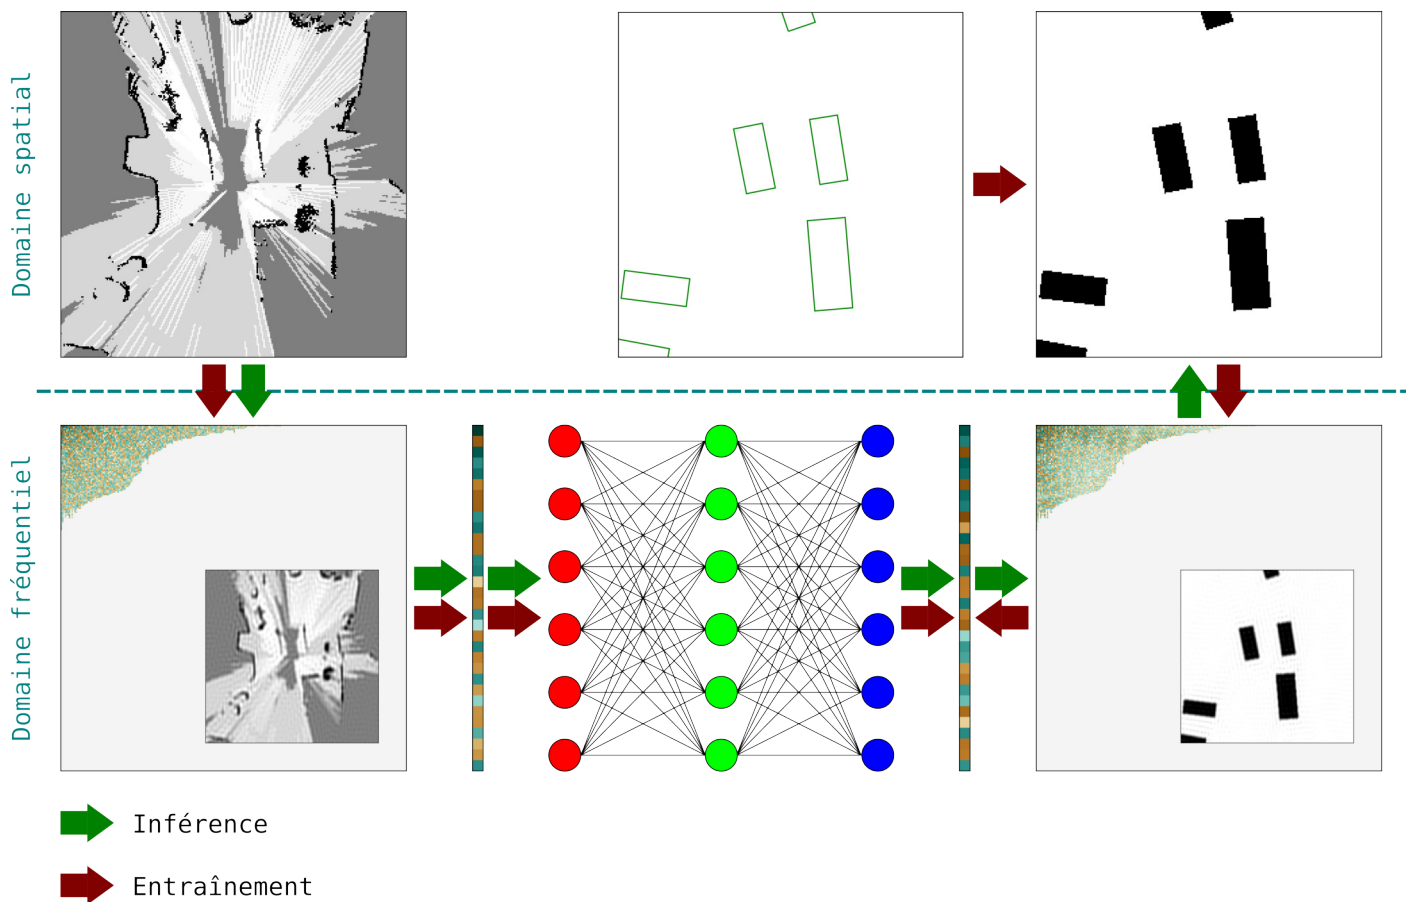 Domaine spatial
Domaine fréquentiel
Inférence
Entraînement